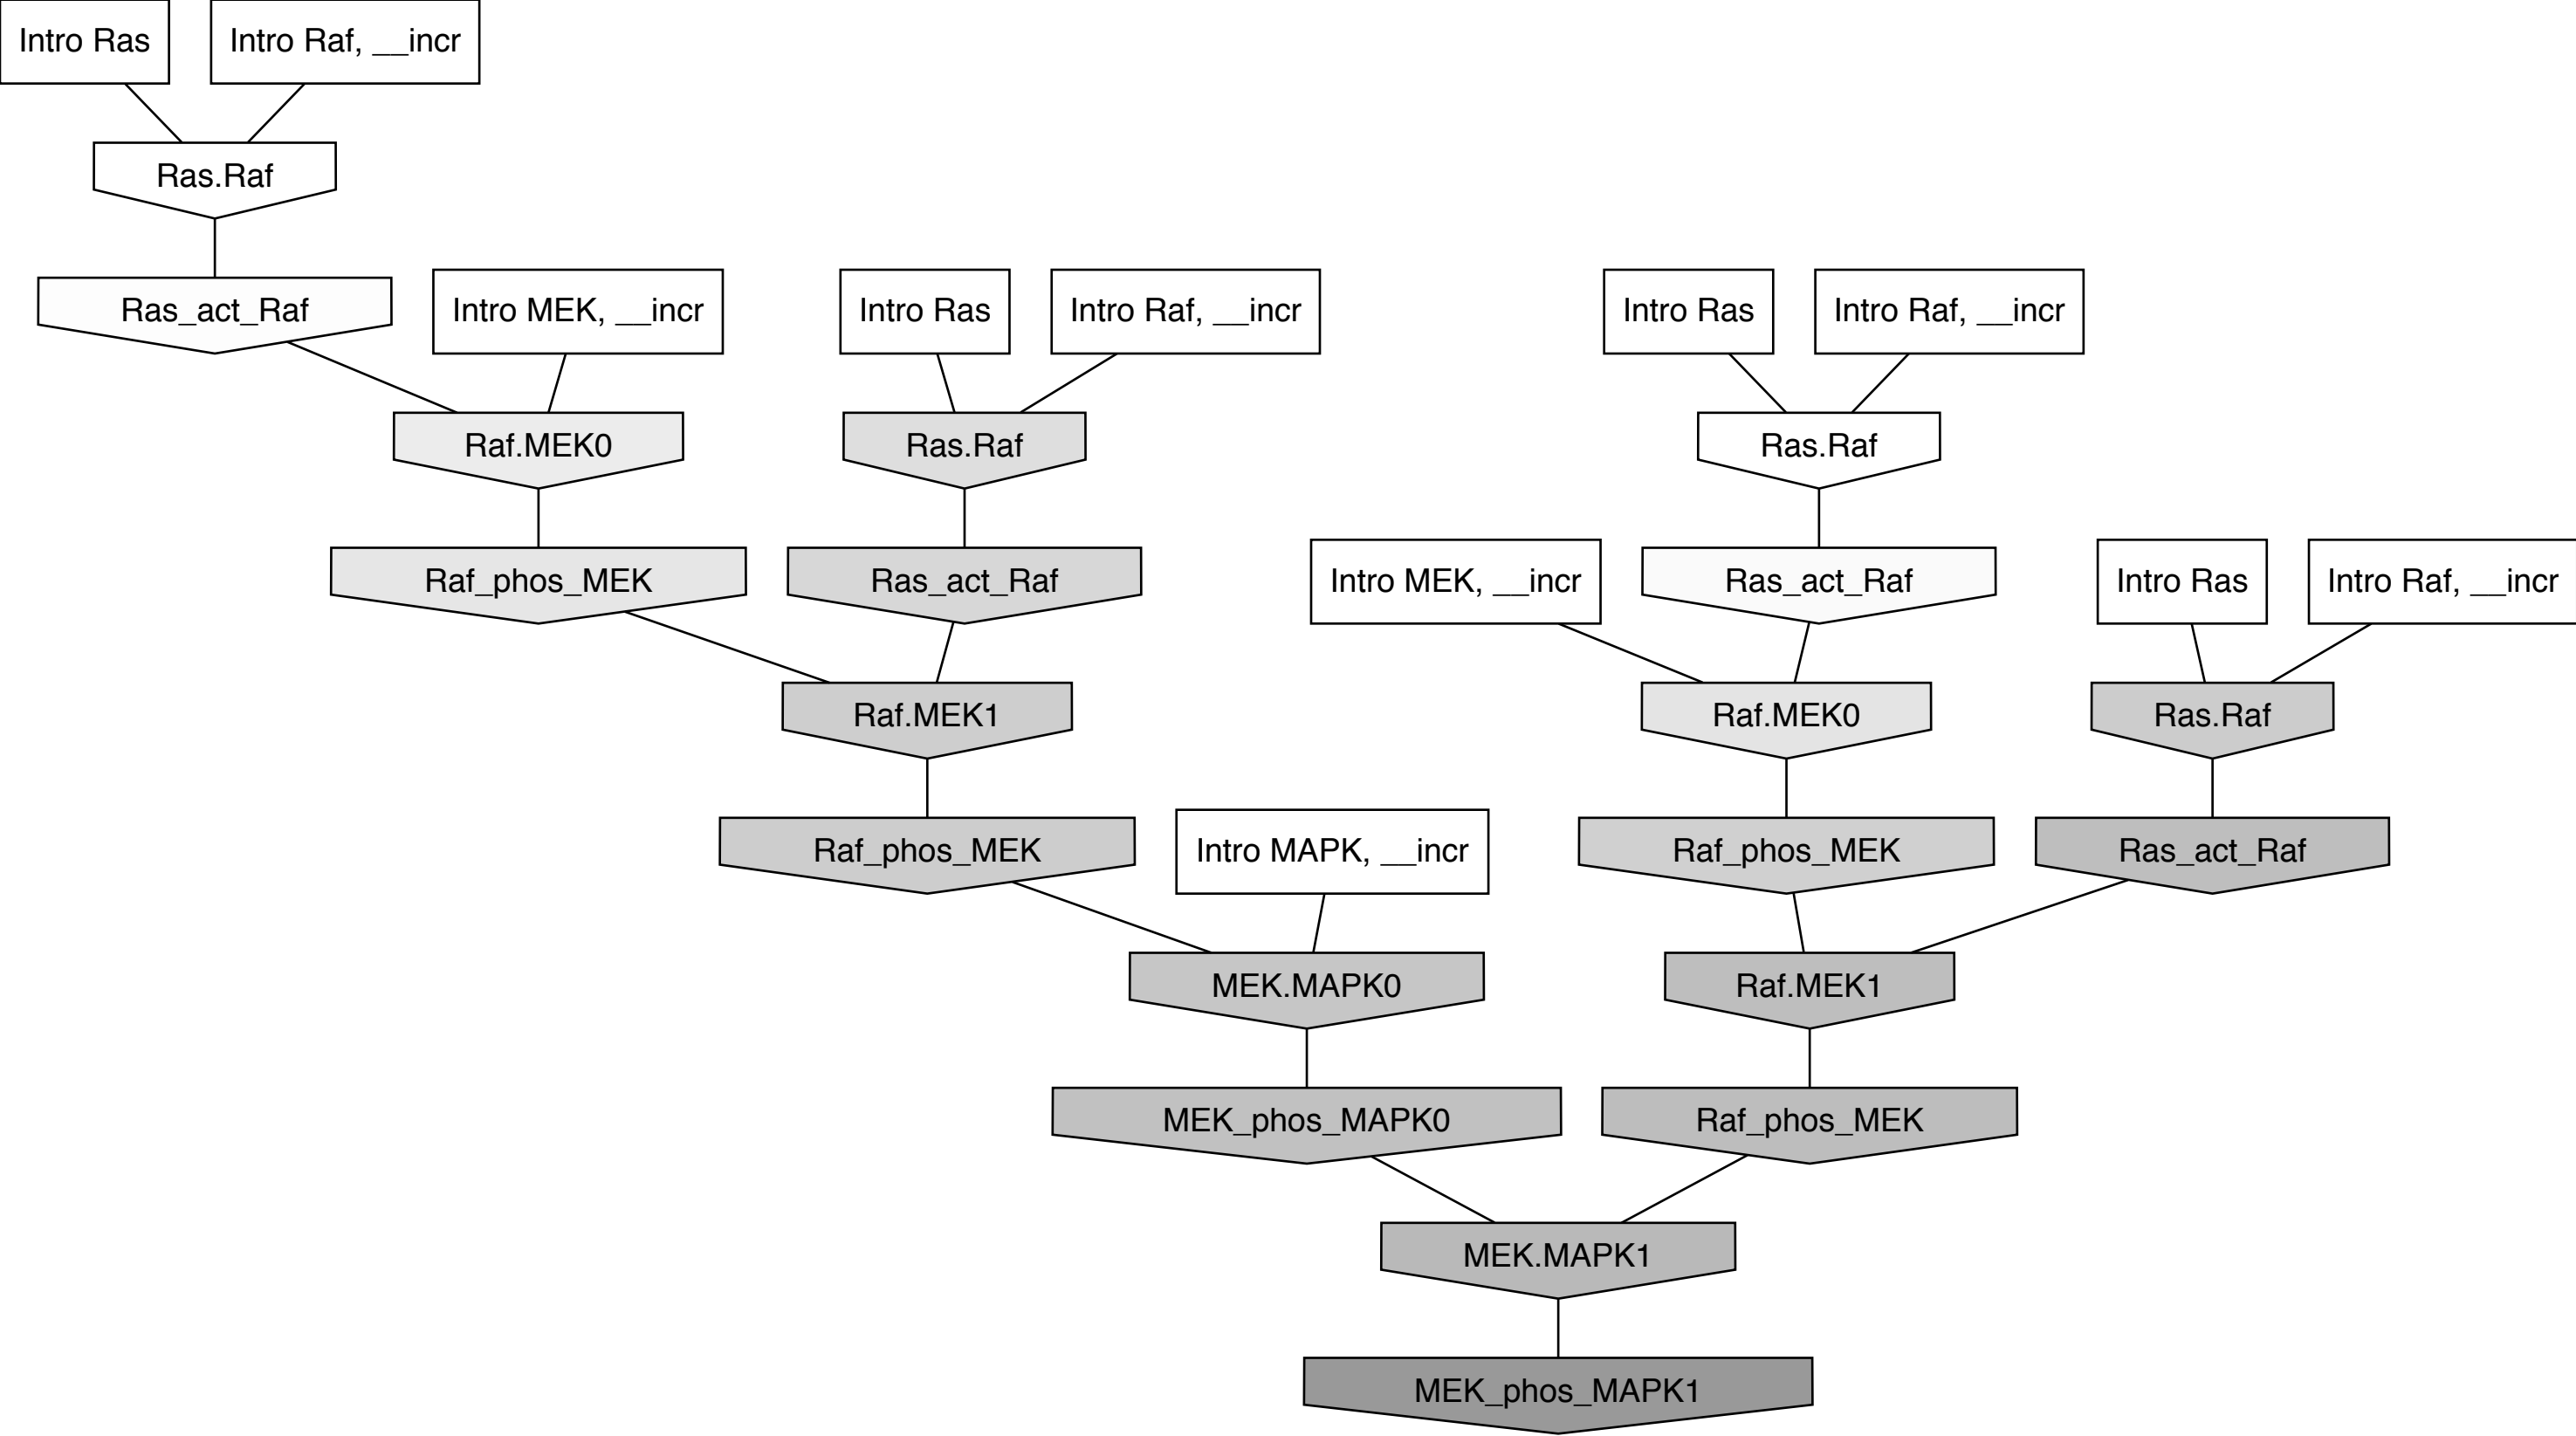 Intro Ras
Intro Raf, __incr
Ras.Raf
Ras_act_Raf
Intro MEK, __incr
Intro Ras
Intro Raf, __incr
Intro Ras
Intro Raf, __incr
Raf.MEK0
Ras.Raf
Ras.Raf
Raf_phos_MEK
Ras_act_Raf
Intro MEK, __incr
Ras_act_Raf
Intro Ras
Intro Raf, __incr
Raf.MEK1
Raf.MEK0
Ras.Raf
Raf_phos_MEK
Intro MAPK, __incr
Raf_phos_MEK
Ras_act_Raf
MEK.MAPK0
Raf.MEK1
MEK_phos_MAPK0
Raf_phos_MEK
MEK.MAPK1
MEK_phos_MAPK1